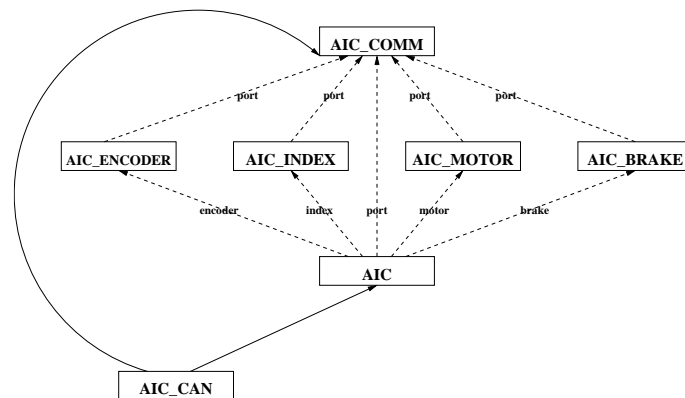 AIC_COMM
port port port port
AIC_ENCODER AIC_INDEX AIC_MOTOR AIC_BRAKE
encoder index port motor brake
AIC
AIC_CAN